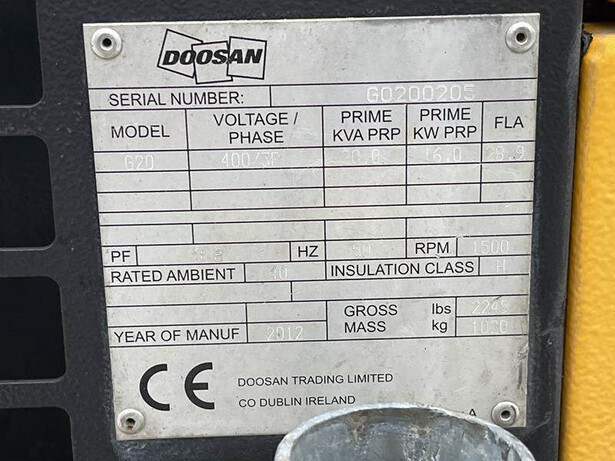 DOOSAN
SERIAL NUMBER: GO200205
MODEL VOLTAGE / PHASE PRIME KVA PRP PRIME KW PRP FLA
G20 16.0 28.9
PF HZ 50 RPM 1500
RATED AMBIENT 40 INSULATION CLASS H
GROSS MASS lbs
YEAR OF MANUF 2012 kg
CE DOOSAN TRADING LIMITED
CO DUBLIN IRELAND
A